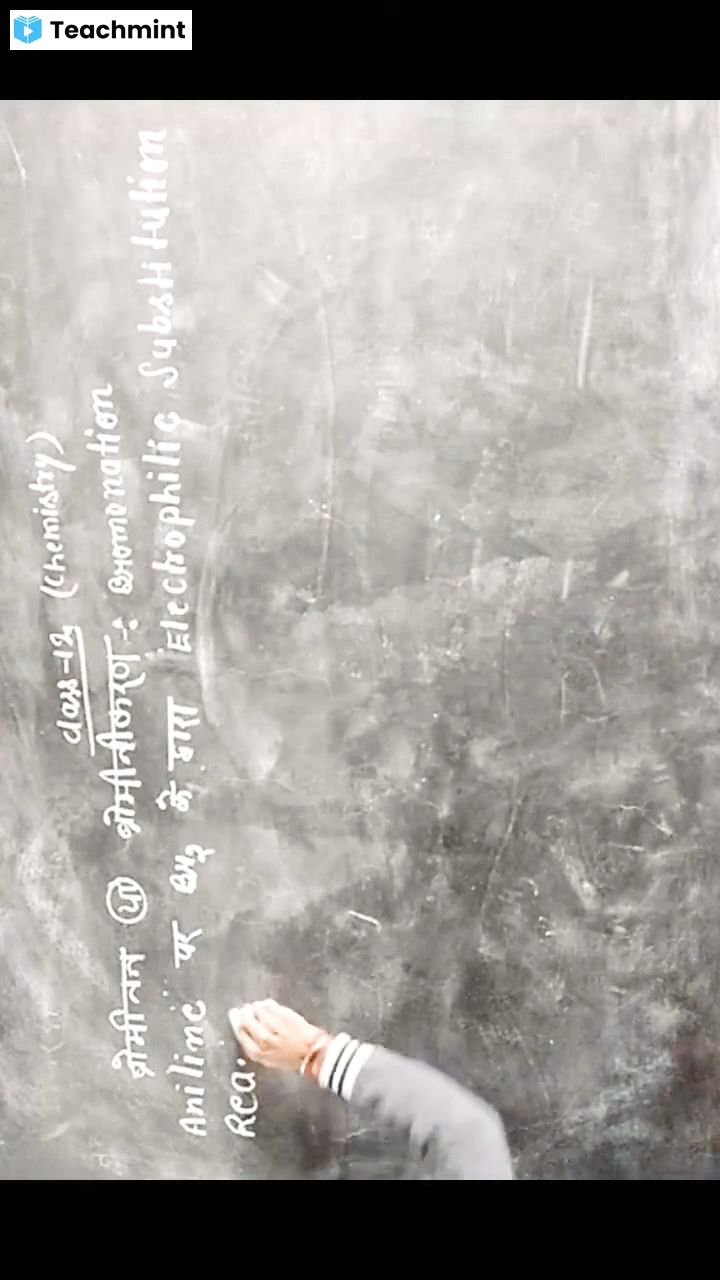 Teachmint
class-12 (Chemistry)
ब्रोमीनन या ब्रोमीनीकरण :- Bromonation
Aniline पर Br₂ के द्वारा Electrophilic Substitution
Rea.